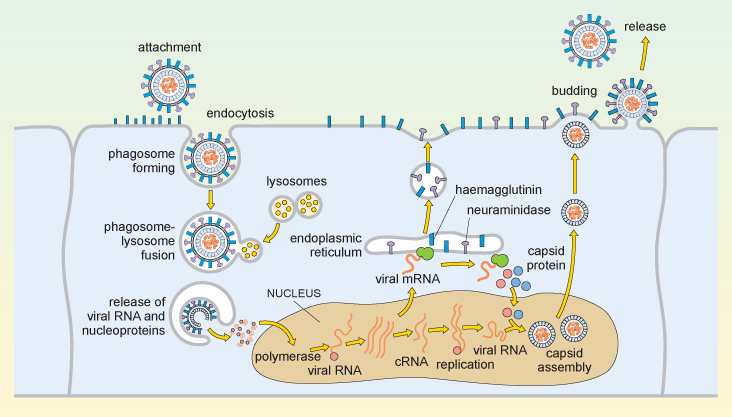 release
attachment
budding
endocytosis
phagosome
forming
lysosomes
haemagglutinin
neuraminidase
phagosome-
lysosome
fusion
endoplasmic
reticulum
capsid
protein
viral mRNA
release of
viral RNA and
nucleoproteins
NUCLEUS
polymerase
viral RNA
cRNA
replication
viral RNA
capsid
assembly